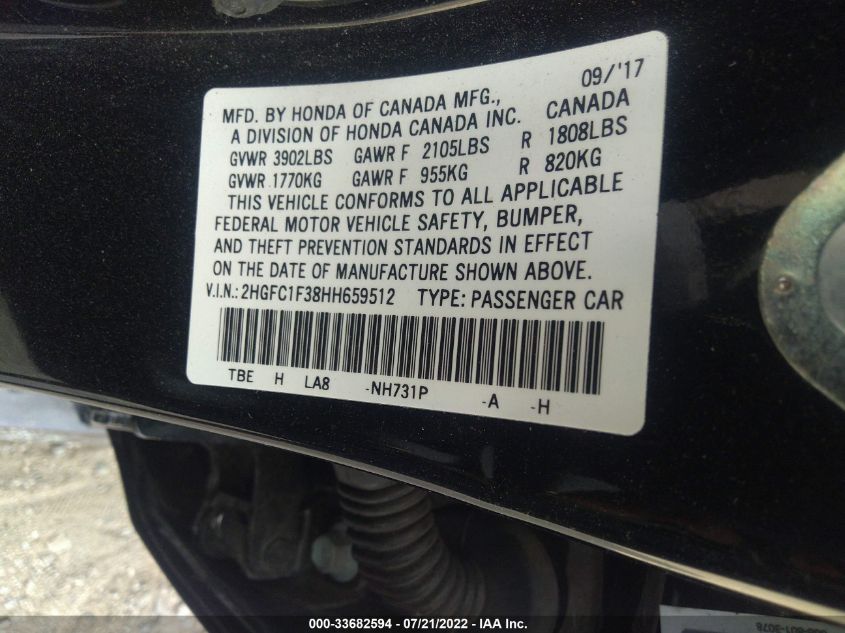 09/'17
MFD. BY HONDA OF CANADA MFG.,
A DIVISION OF HONDA CANADA INC. CANADA
GVWR 3902LBS GAWR F 2105LBS R 1808LBS
GVWR 1770KG GAWR F 955KG R 820KG
THIS VEHICLE CONFORMS TO ALL APPLICABLE
FEDERAL MOTOR VEHICLE SAFETY, BUMPER,
AND THEFT PREVENTION STANDARDS IN EFFECT
ON THE DATE OF MANUFACTURE SHOWN ABOVE.
V.I.N.: 2HGFC1F38HH659512 TYPE: PASSENGER CAR
TBE H LA8 -NH731P -A -H
000-33682594 - 07/21/2022 - IAA, Inc.